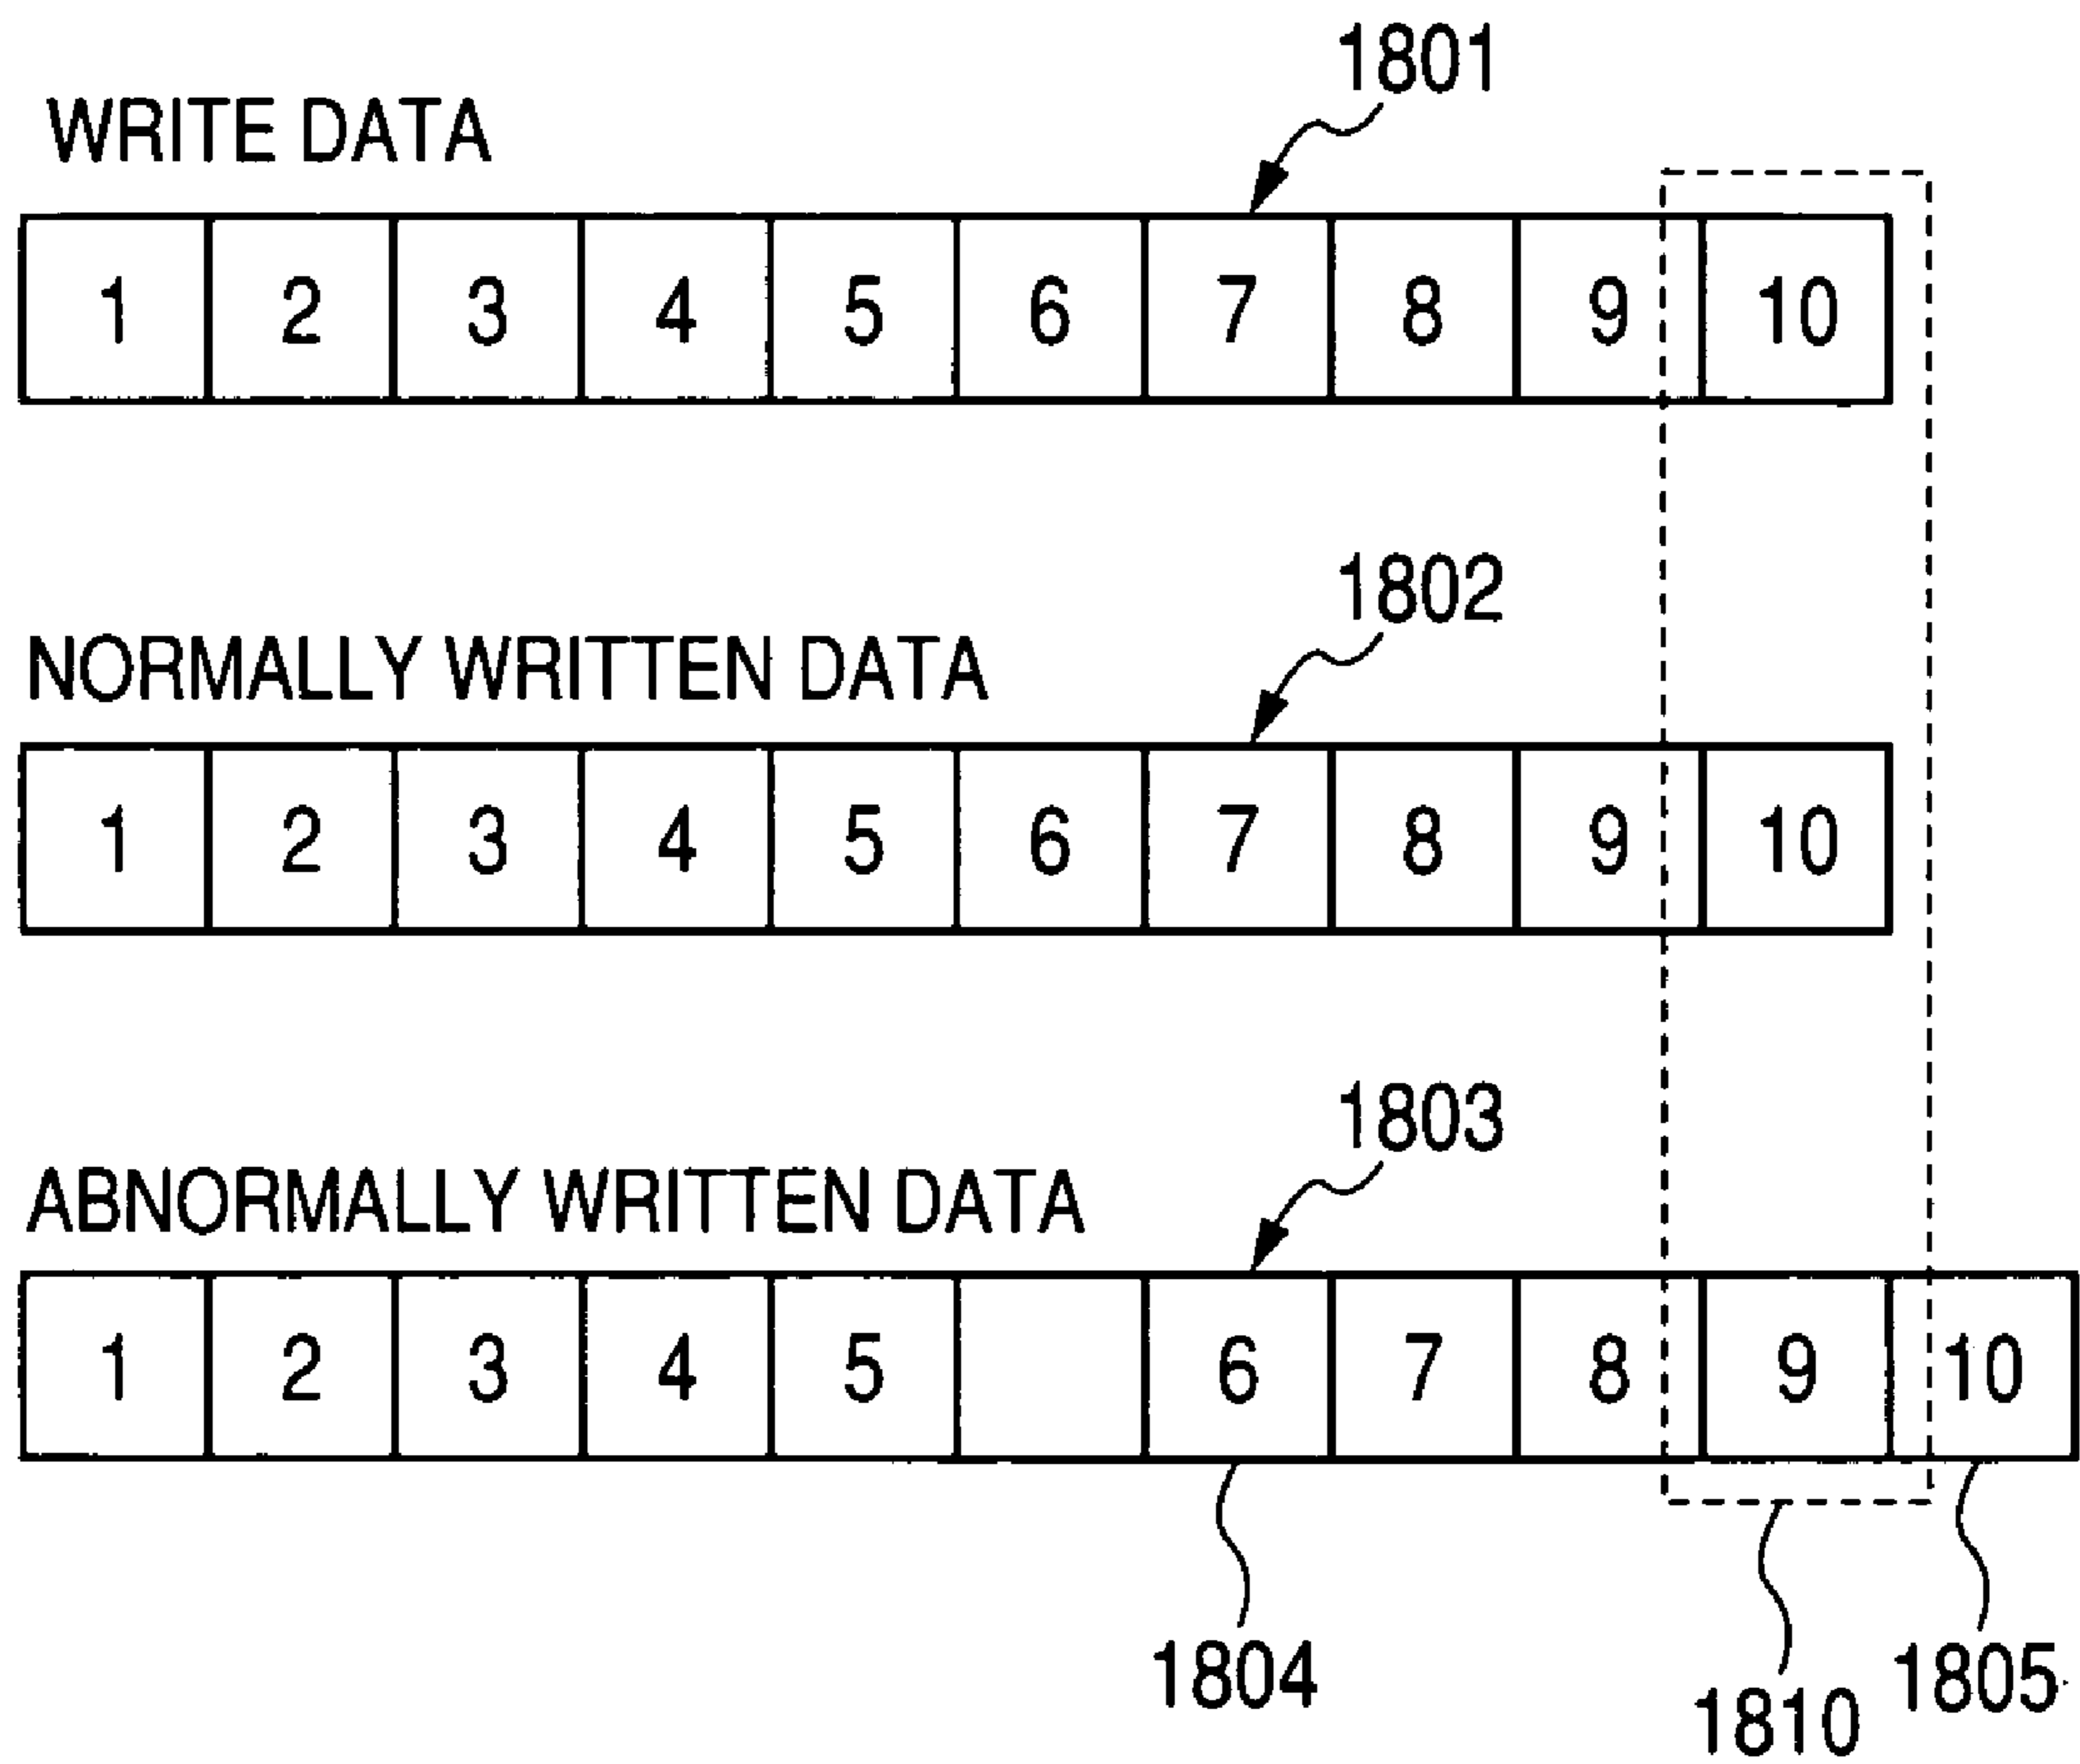 1801
WRITE DATA
1 2 3 4 5 6 7 8 9 10
1802
NORMALLY WRITTEN DATA
1 2 3 4 5 6 7 8 9 10
1803
ABNORMALLY WRITTEN DATA
1 2 3 4 5 6 7 8 9 10
1804
1810
1805